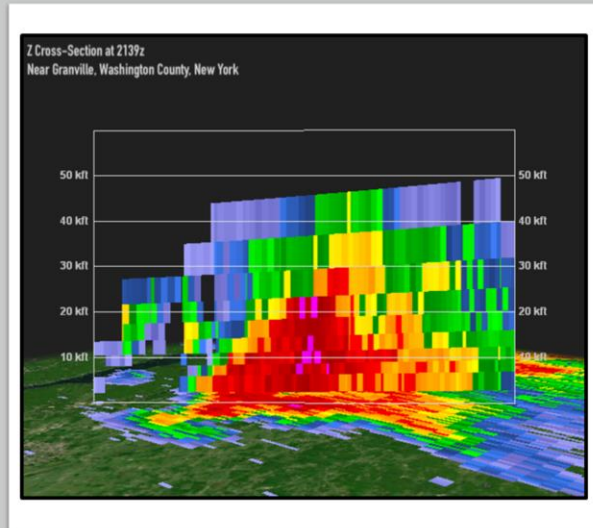 Z Cross-Section at 2139z
Near Granville, Washington County, New York
50 kft 50 kft
40 kft 40 kft
30 kft 30 kft
20 kft 20 kft
10 kft 10 kft